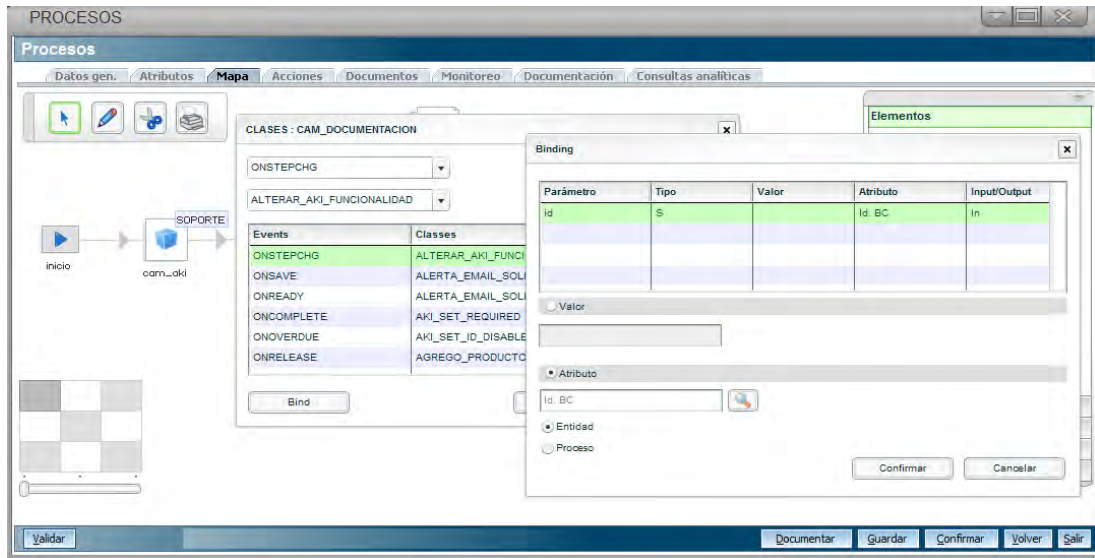 PROCESOS
Procesos
Datos gen. Atributos Mapa Acciones Documentos Monitoreo Documentación Consultas analíticas
Elementos
CLASES : CAM_DOCUMENTACION
ONSTEPCHG
ALTERAR_AKI_FUNCIONALIDAD
Events Classes
ONSTEPCHG ALTERAR_AKI_FUNCI
ONSAVE ALERTA_EMAIL_SOLI
ONREADY ALERTA_EMAIL_SOLI
ONCOMPLETE AKI_SET_REQUIRED
ONOVERDUE AKI_SET_ID_DISABLE
ONRELEASE AGREGO_PRODUCTO
Bind
Binding
Parámetro Tipo Valor Atributo Input/Output
id S Id. BC In
Valor
Atributo
Id. BC
Entidad
Proceso
Confirmar Cancelar
SOPORTE
inicio
cam_aki
Validar Documentar Guardar Confirmar Volver Salir